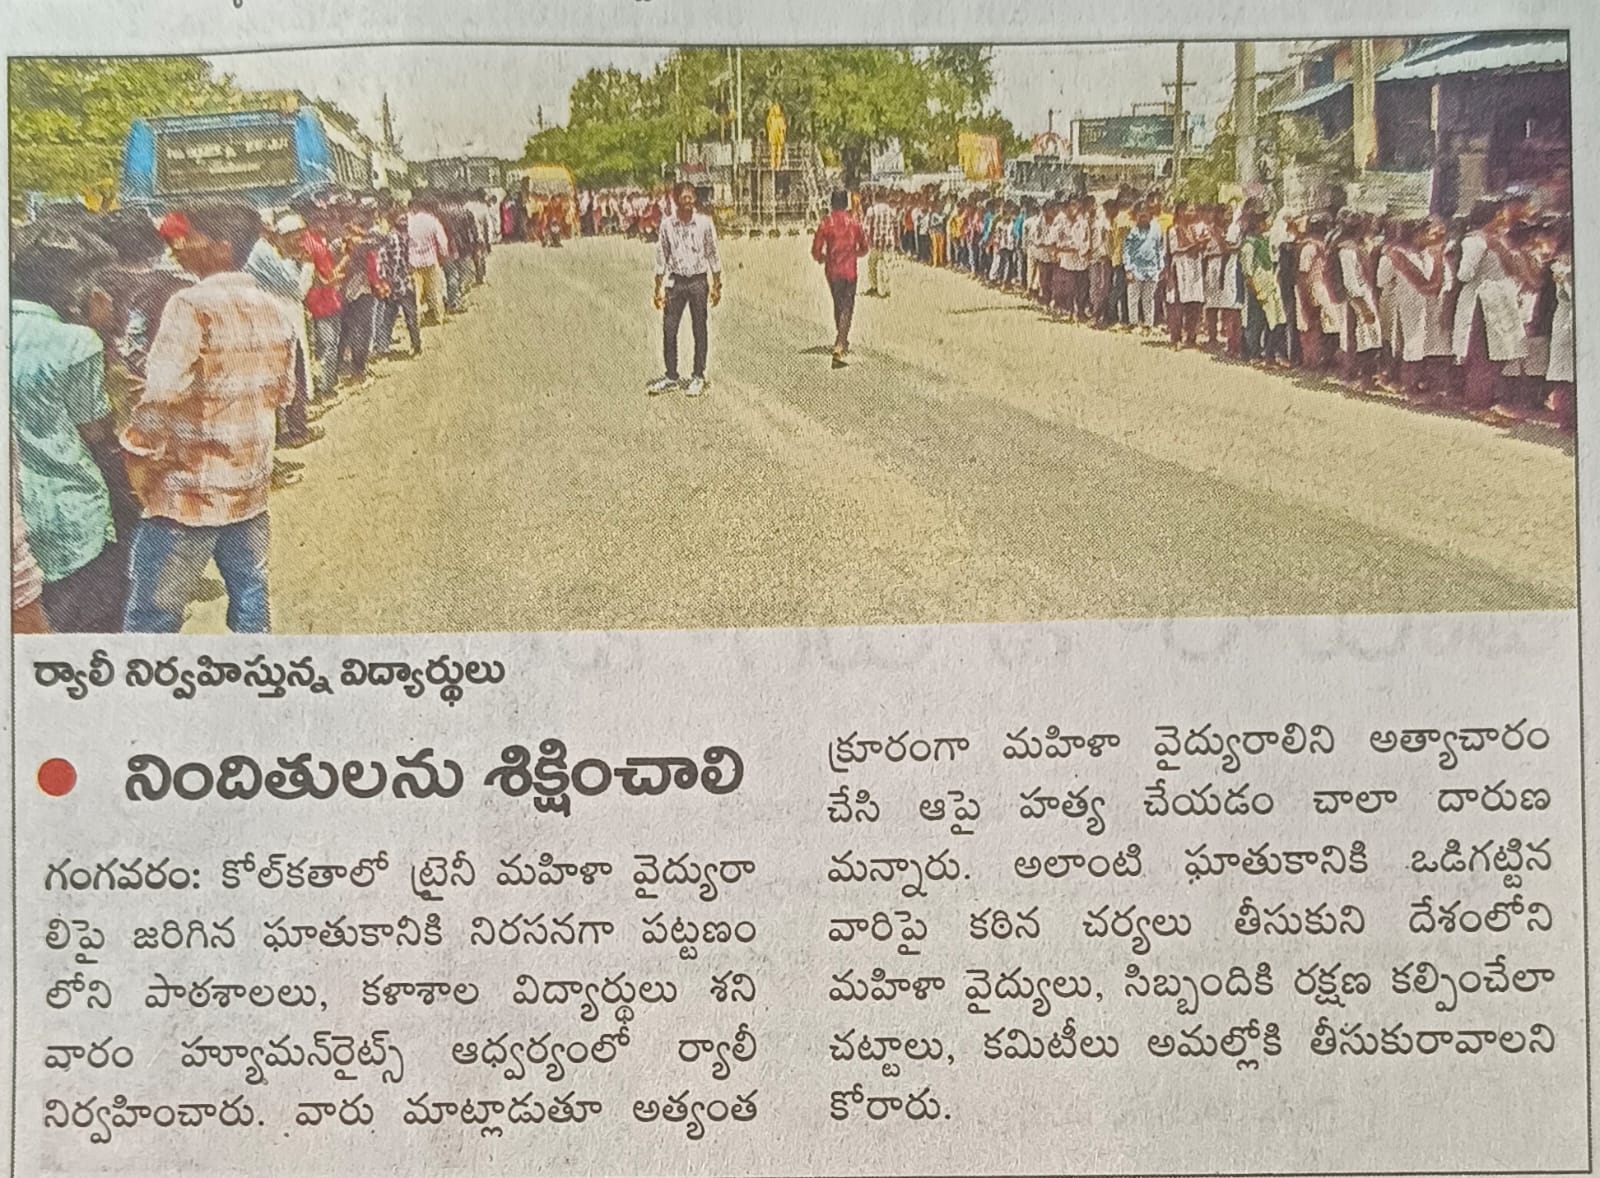 ర్యాలీ నిర్వహిస్తున్న విద్యార్థులు
● నిందితులను శిక్షించాలి
గంగవరం: కోల్‌కతాలో ట్రైనీ మహిళా వైద్యురా
లిపై జరిగిన ఘాతుకానికి నిరసనగా పట్టణం
లోని పాఠశాలలు, కళాశాల విద్యార్థులు శని
వారం హ్యూమన్‌రైట్స్ ఆధ్వర్యంలో ర్యాలీ
నిర్వహించారు. వారు మాట్లాడుతూ అత్యంత
క్రూరంగా మహిళా వైద్యురాలిని అత్యాచారం
చేసి ఆపై హత్య చేయడం చాలా దారుణ
మన్నారు. అలాంటి ఘాతుకానికి ఒడిగట్టిన
వారిపై కఠిన చర్యలు తీసుకుని దేశంలోని
మహిళా వైద్యులు, సిబ్బందికి రక్షణ కల్పించేలా
చట్టాలు, కమిటీలు అమల్లోకి తీసుకురావాలని
కోరారు.